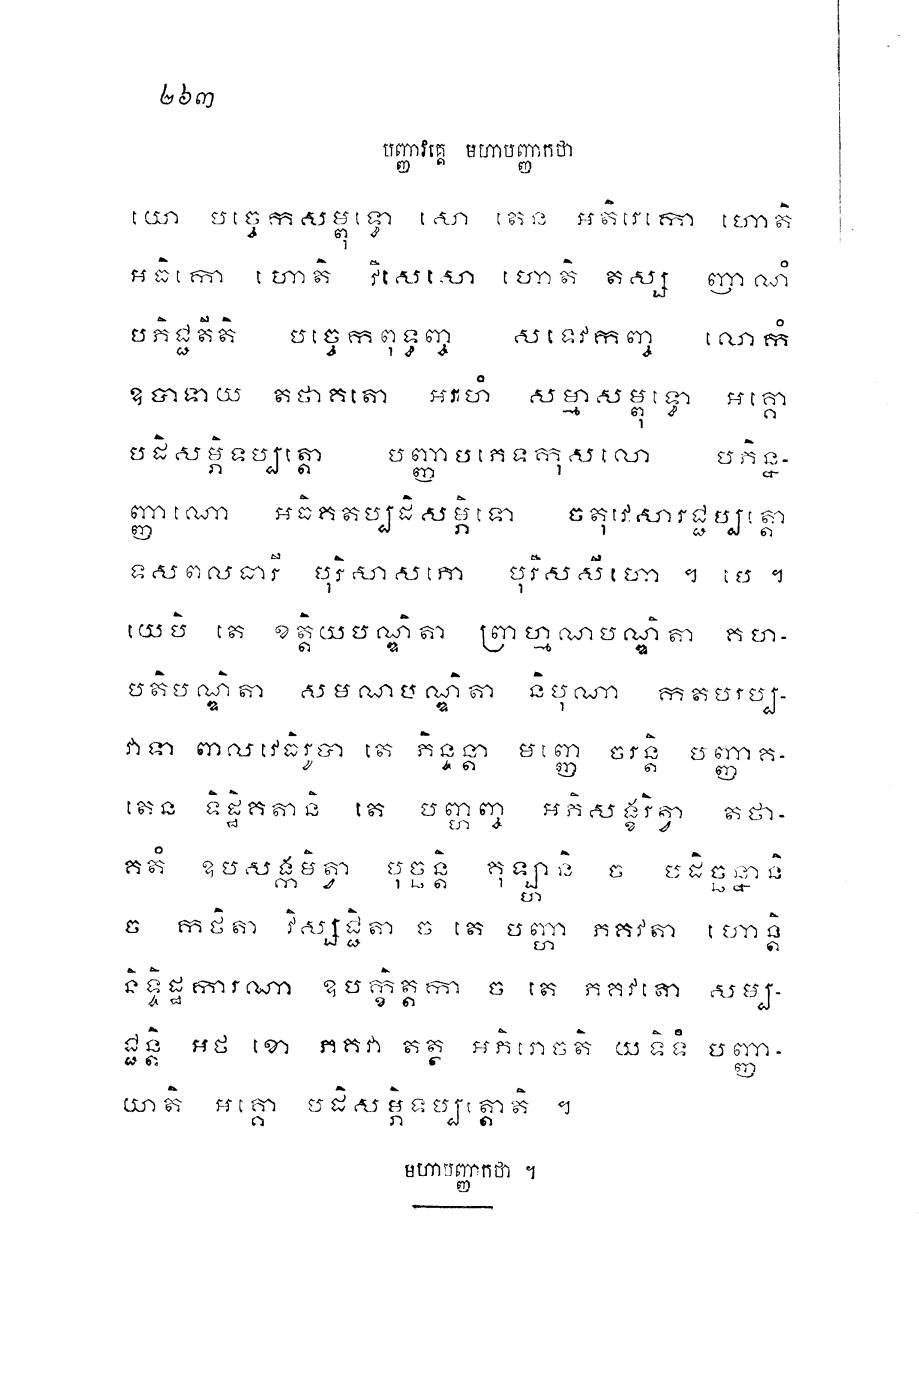 ២៦៣
បញ្ញាវគ្គេ មហាបញ្ញាកថា
យោ បច្ចេកសម្ពុទ្ធោ សោ តេន អតិរេកោ ហោតិ
អធិកោ ហោតិ វិសេសោ ហោតិ តស្ស ញាណំ
បភិជ្ជតីតិ បច្ចេកពុទ្ធញ្ច សទេវកញ្ច លោកំ
ឧបាទាយ តថាគតោ អរហំ សម្មាសម្ពុទ្ធោ អគ្គោ
បដិសម្ភិទប្បត្តោ បញ្ញាបភេទកុសលោ បភិន្ន-
ញ្ញាណោ អធិគតប្បដិសម្ភិទោ ចតុវេសារជ្ជប្បត្តោ
ទសពលធារី បុរិសាសភោ បុរិសសីហោ ។ បេ ។
យេបិ តេ ខត្តិយបណ្ឌិតា ព្រាហ្មណបណ្ឌិតា គហ-
បតិបណ្ឌិតា សមណបណ្ឌិតា និបុណា កតបរប្ប-
វាទា ពាលវេធិរូបា តេ ភិន្ទន្តា មញ្ញេ ចរន្តិ បញ្ញាគ-
តេន ទិដ្ឋិគតានិ តេ បញ្ហញ្ច អភិសង្ខរិត្វា តថា-
គតំ ឧបសង្កមិត្វា បុច្ឆន្តិ គុឡ្ហានិ ច បដិច្ឆន្នានិ
ច កថិតា វិស្សជ្ជិតា ច តេ បញ្ហា ភគវតា ហោន្តិ
និទ្ទិដ្ឋការណា ឧបក្ខិត្តកា ច តេ ភគវតោ សម្ប-
ជ្ជន្តិ អថ ខោ ភគវា តត្ថ អភិរោចតិ យទិទំ បញ្ញា-
យាតិ អគ្គោ បដិសម្ភិទប្បត្តោតិ ។
មហាបញ្ញាកថា ។